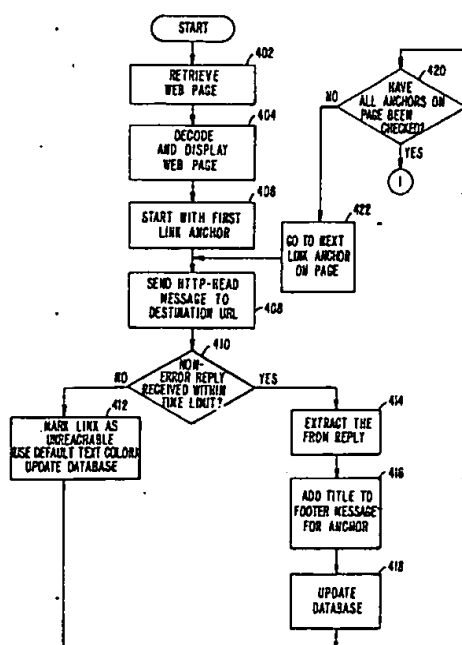 START
402
RETRIEVE
WEB PAGE
404
DECODE
AND DISPLAY
WEB PAGE
406
START WITH FIRST
LINK ANCHOR
SEND HTTP-HEAD
MESSAGE TO
DESTINATION URL
408
410
NON-
ERROR REPLY
RECEIVED WITHIN
TIME LIMIT?
NO
YES
412
MARK LINK AS
UNREACHABLE
(USE DEFAULT TEXT COLOR)
UPDATE DATABASE
414
EXTRACT THE
FROM REPLY
416
ADD TITLE TO
FOOTER MESSAGE
FOR ANCHOR
418
UPDATE
DATABASE
420
HAVE
ALL ANCHORS ON
PAGE BEEN
CHECKED?
NO
YES
1
422
GO TO NEXT
LINK ANCHOR
ON PAGE